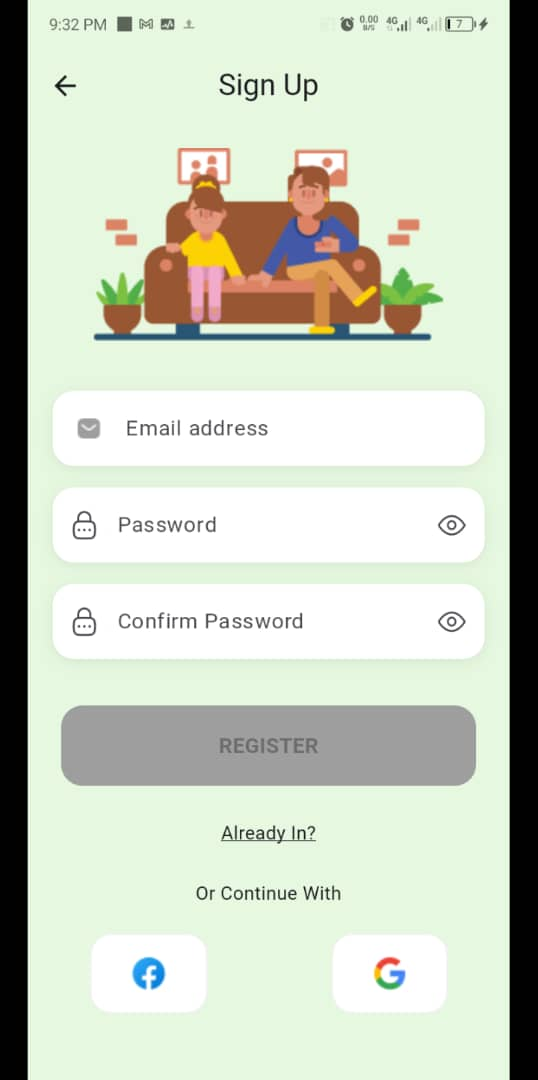 9:32 PM 0.00 B/S 4G 4G 7
Sign Up
Email address
Password
Confirm Password
REGISTER
Already In?
Or Continue With